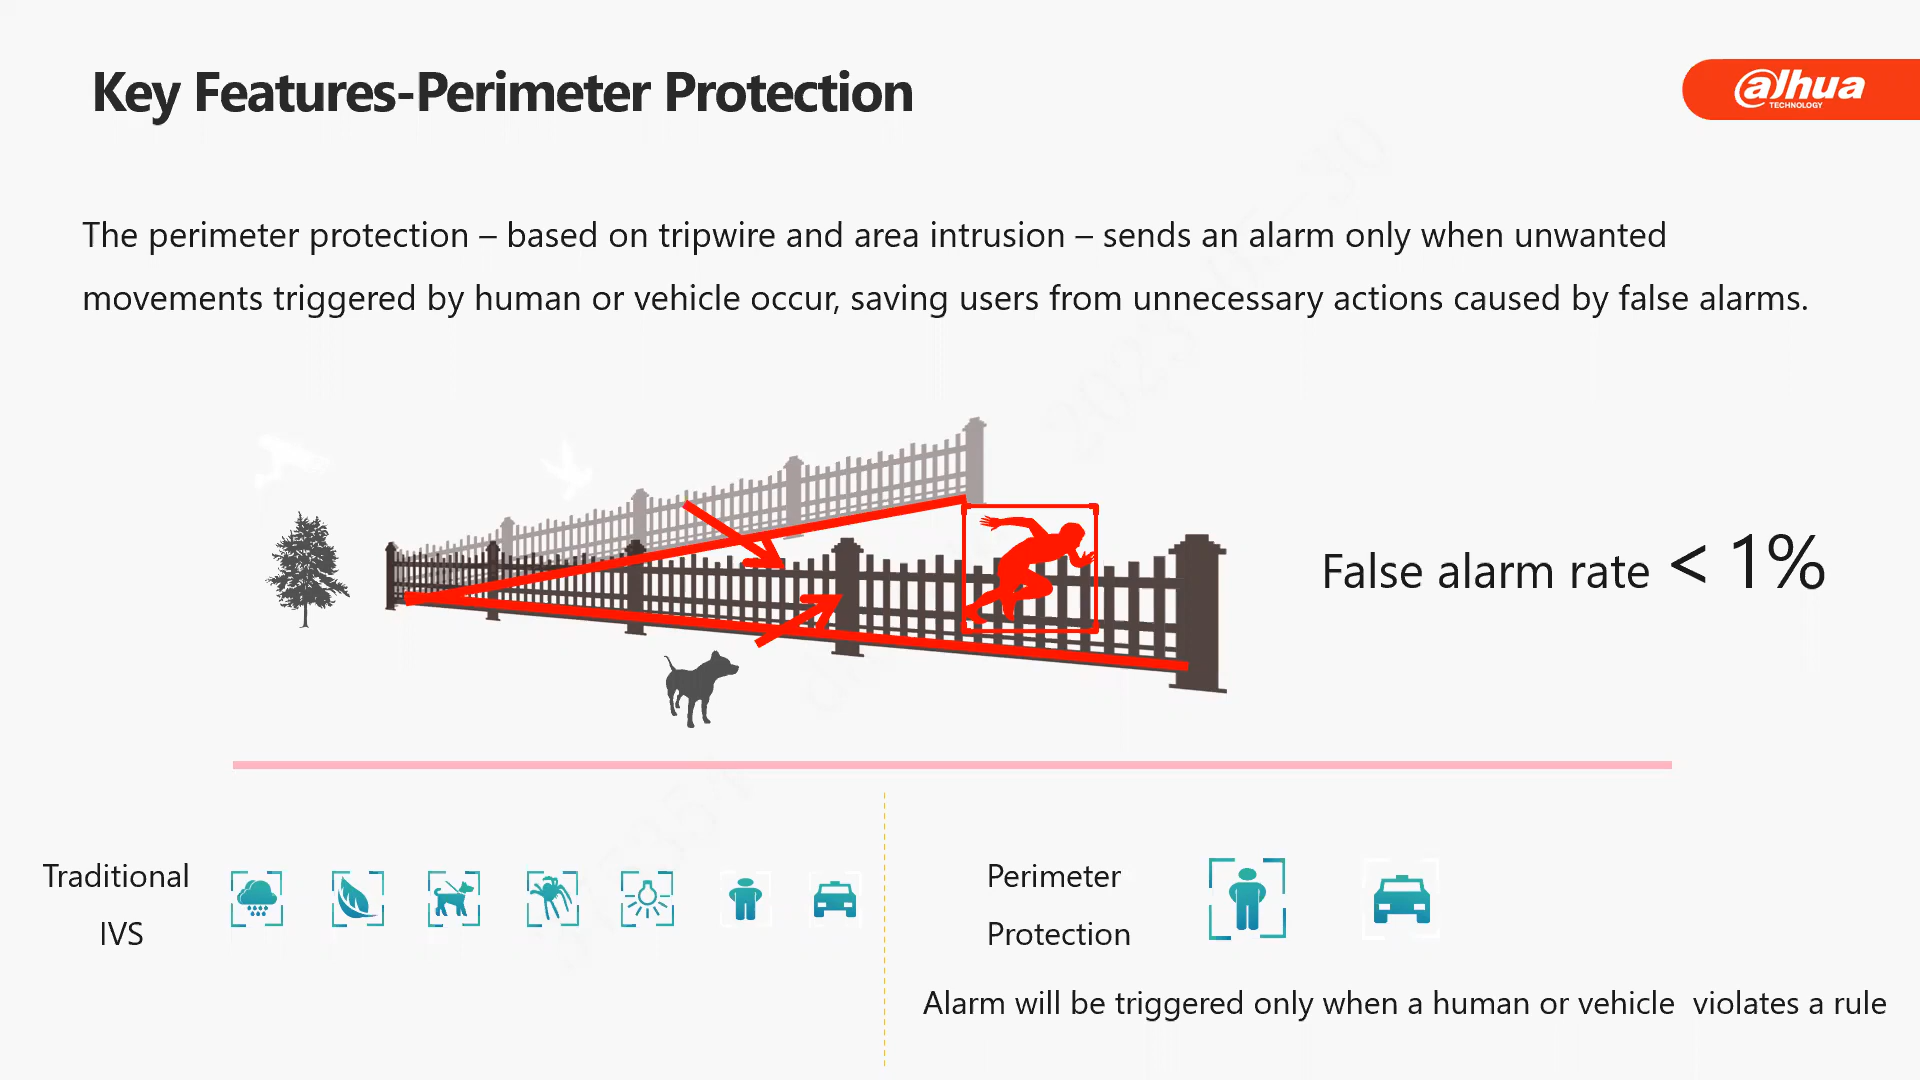 Key Features-Perimeter Protection
alhua
TECHNOLOGY
The perimeter protection – based on tripwire and area intrusion – sends an alarm only when unwanted
movements triggered by human or vehicle occur, saving users from unnecessary actions caused by false alarms.
False alarm rate < 1%
Traditional
IVS
Perimeter
Protection
Alarm will be triggered only when a human or vehicle  violates a rule